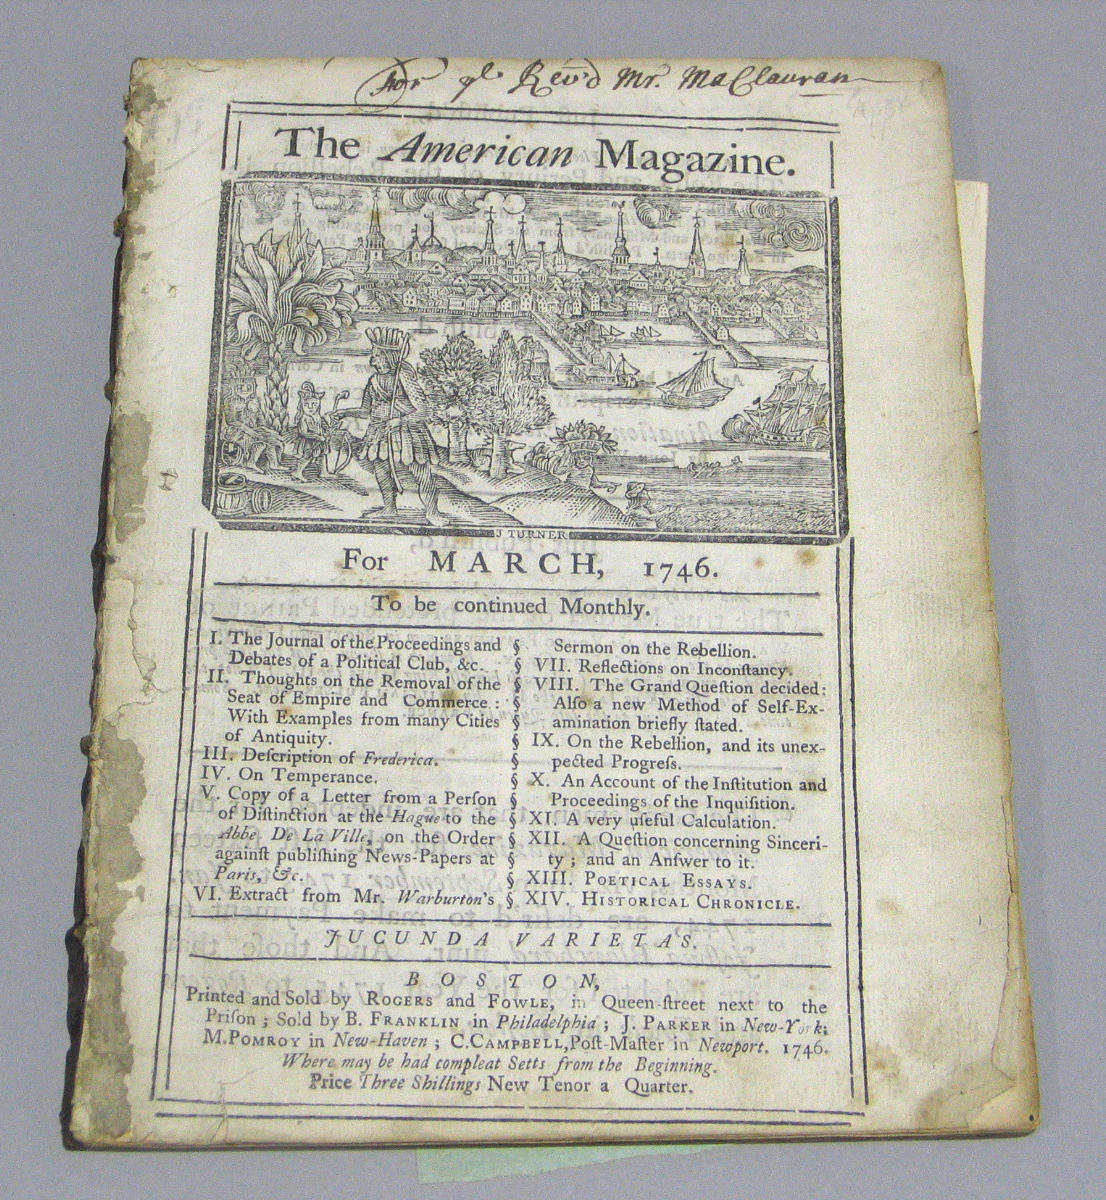 For yᵉ Rev'd Mr. MaClauran
The American Magazine.
J TURNER
For MARCH, 1746.
To be continued Monthly.
I. The Journal of the Proceedings and
Debates of a Political Club, &c.
II. Thoughts on the Removal of the
Seat of Empire and Commerce :
With Examples from many Cities
of Antiquity.
III. Deſcription of Frederica.
IV. On Temperance.
V. Copy of a Letter from a Perſon
of Diſtinction at the Hague to the
Abbe De La Ville, on the Order
againſt publiſhing News-Papers at
Paris, &c.
VI. Extract from Mr. Warburton's
§
§
§
§
§
§
§
§
§
§
§
§
§
§
Sermon on the Rebellion.
VII. Reflections on Inconſtancy.
VIII. The Grand Queſtion decided:
Alſo a new Method of Self-Ex-
amination briefly ſtated.
IX. On the Rebellion, and its unex-
pected Progreſs.
X. An Account of the Inſtitution and
Proceedings of the Inquiſition.
XI. A very uſeful Calculation.
XII. A Queſtion concerning Sinceri-
ty ; and an Anſwer to it.
XIII. POETICAL ESSAYS.
XIV. HISTORICAL CHRONICLE.
JUCUNDA VARIETAS.
BOSTON,
Printed and Sold by ROGERS and FOWLE, in Queen-ſtreet next to the
Priſon ; Sold by B. FRANKLIN in Philadelphia ; J. PARKER in New-York;
M. POMROY in New-Haven ; C. CAMPBELL, Poſt-Maſter in Newport. 1746.
Where may be had compleat Setts from the Beginning.
Price Three Shillings New Tenor a Quarter.